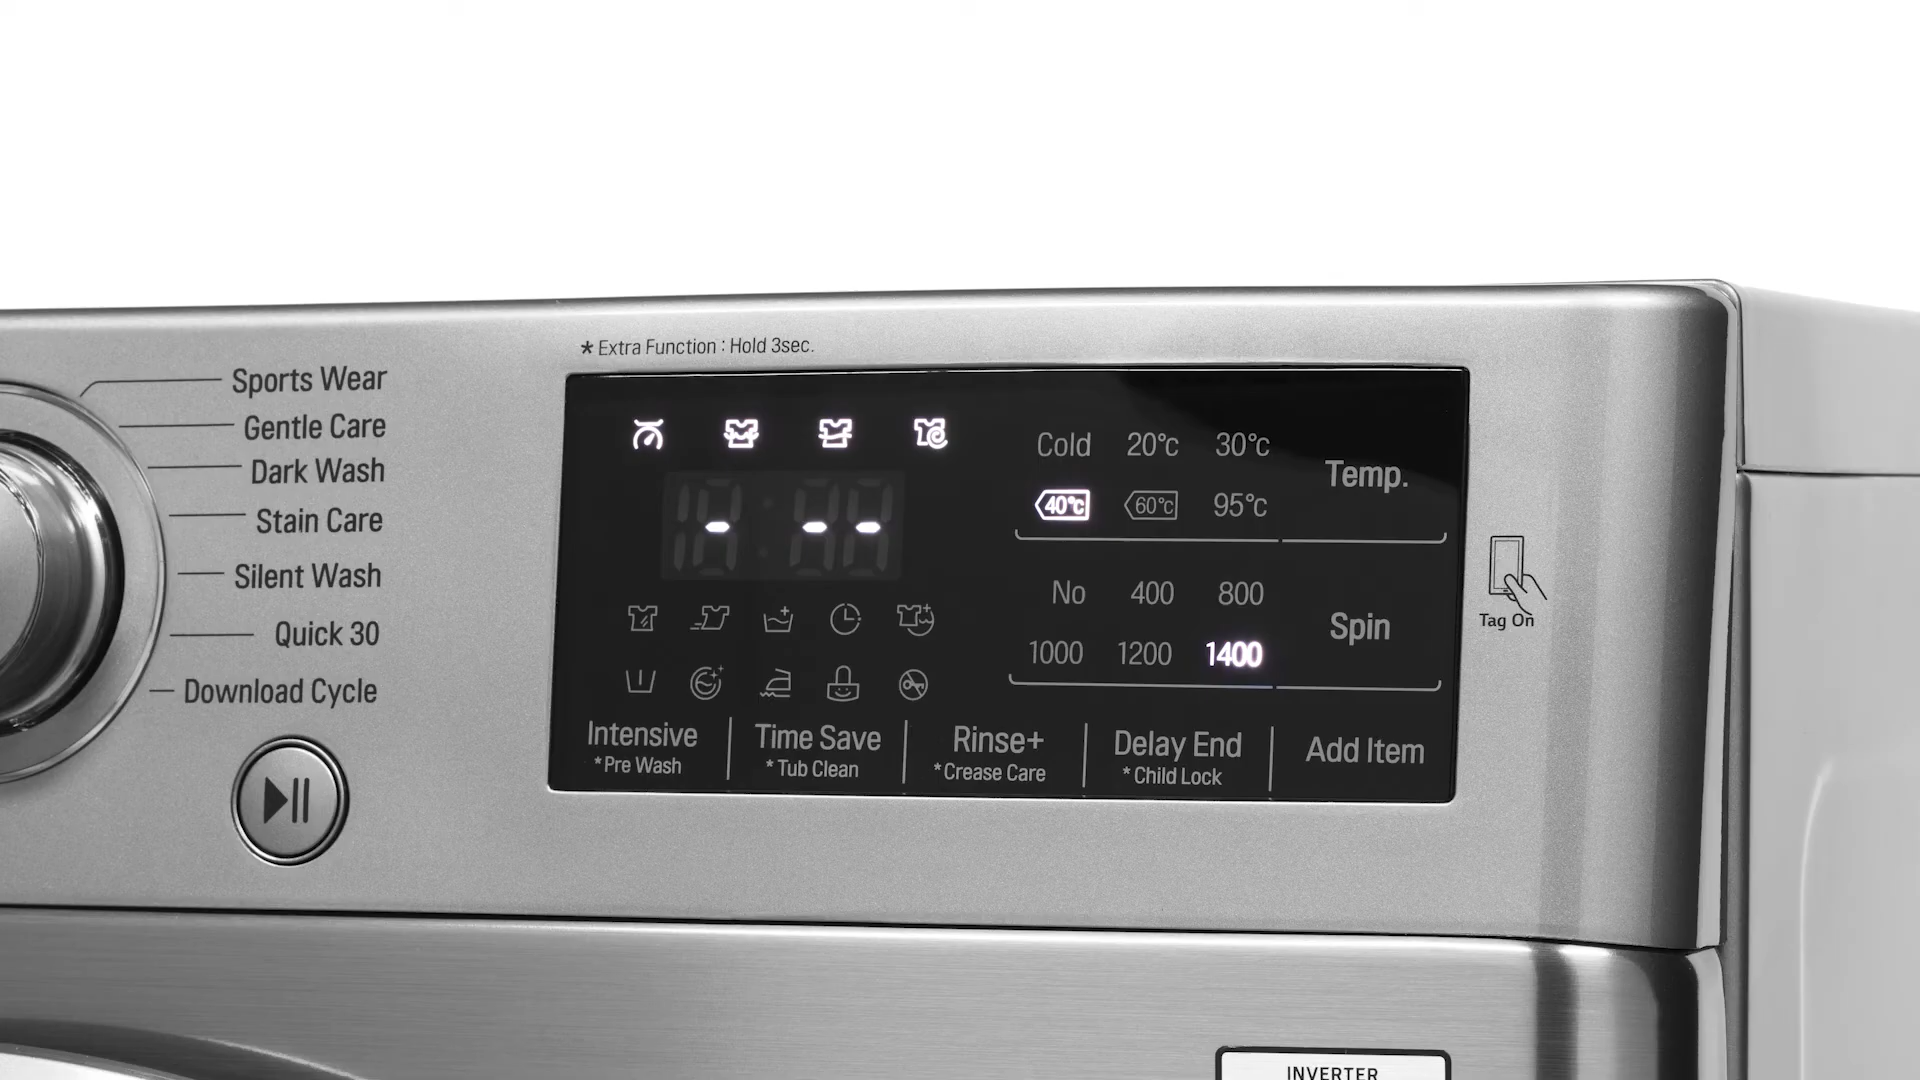 * Extra Function : Hold 3sec.
Sports Wear
Gentle Care
Dark Wash
Stain Care
Silent Wash
Quick 30
Download Cycle
- : - -
Cold 20°c 30°c
40°c 60°c 95°c
Temp.
No 400 800
1000 1200 1400
Spin
Intensive
* Pre Wash
Time Save
* Tub Clean
Rinse+
* Crease Care
Delay End
* Child Lock
Add Item
Tag On
INVERTER